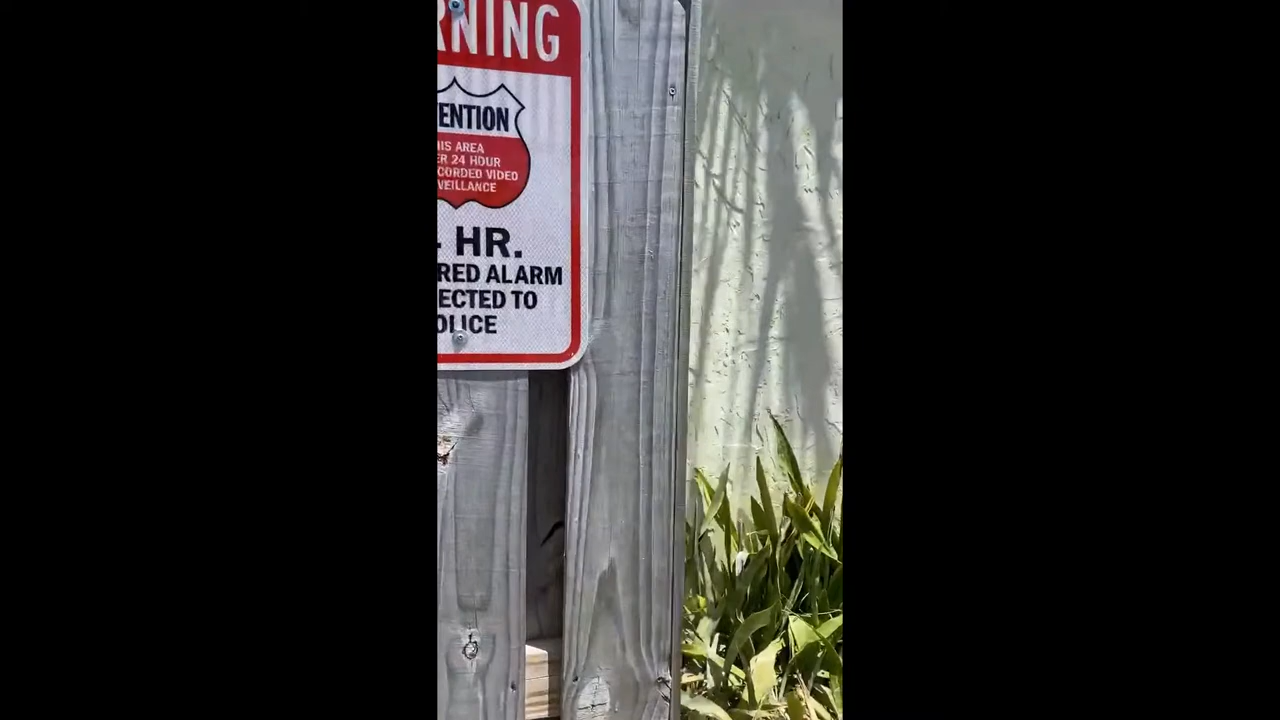 RNING
ENTION
HIS AREA
ER 24 HOUR
CORDED VIDEO
VEILLANCE
HR.
RED ALARM
ECTED TO
OLICE